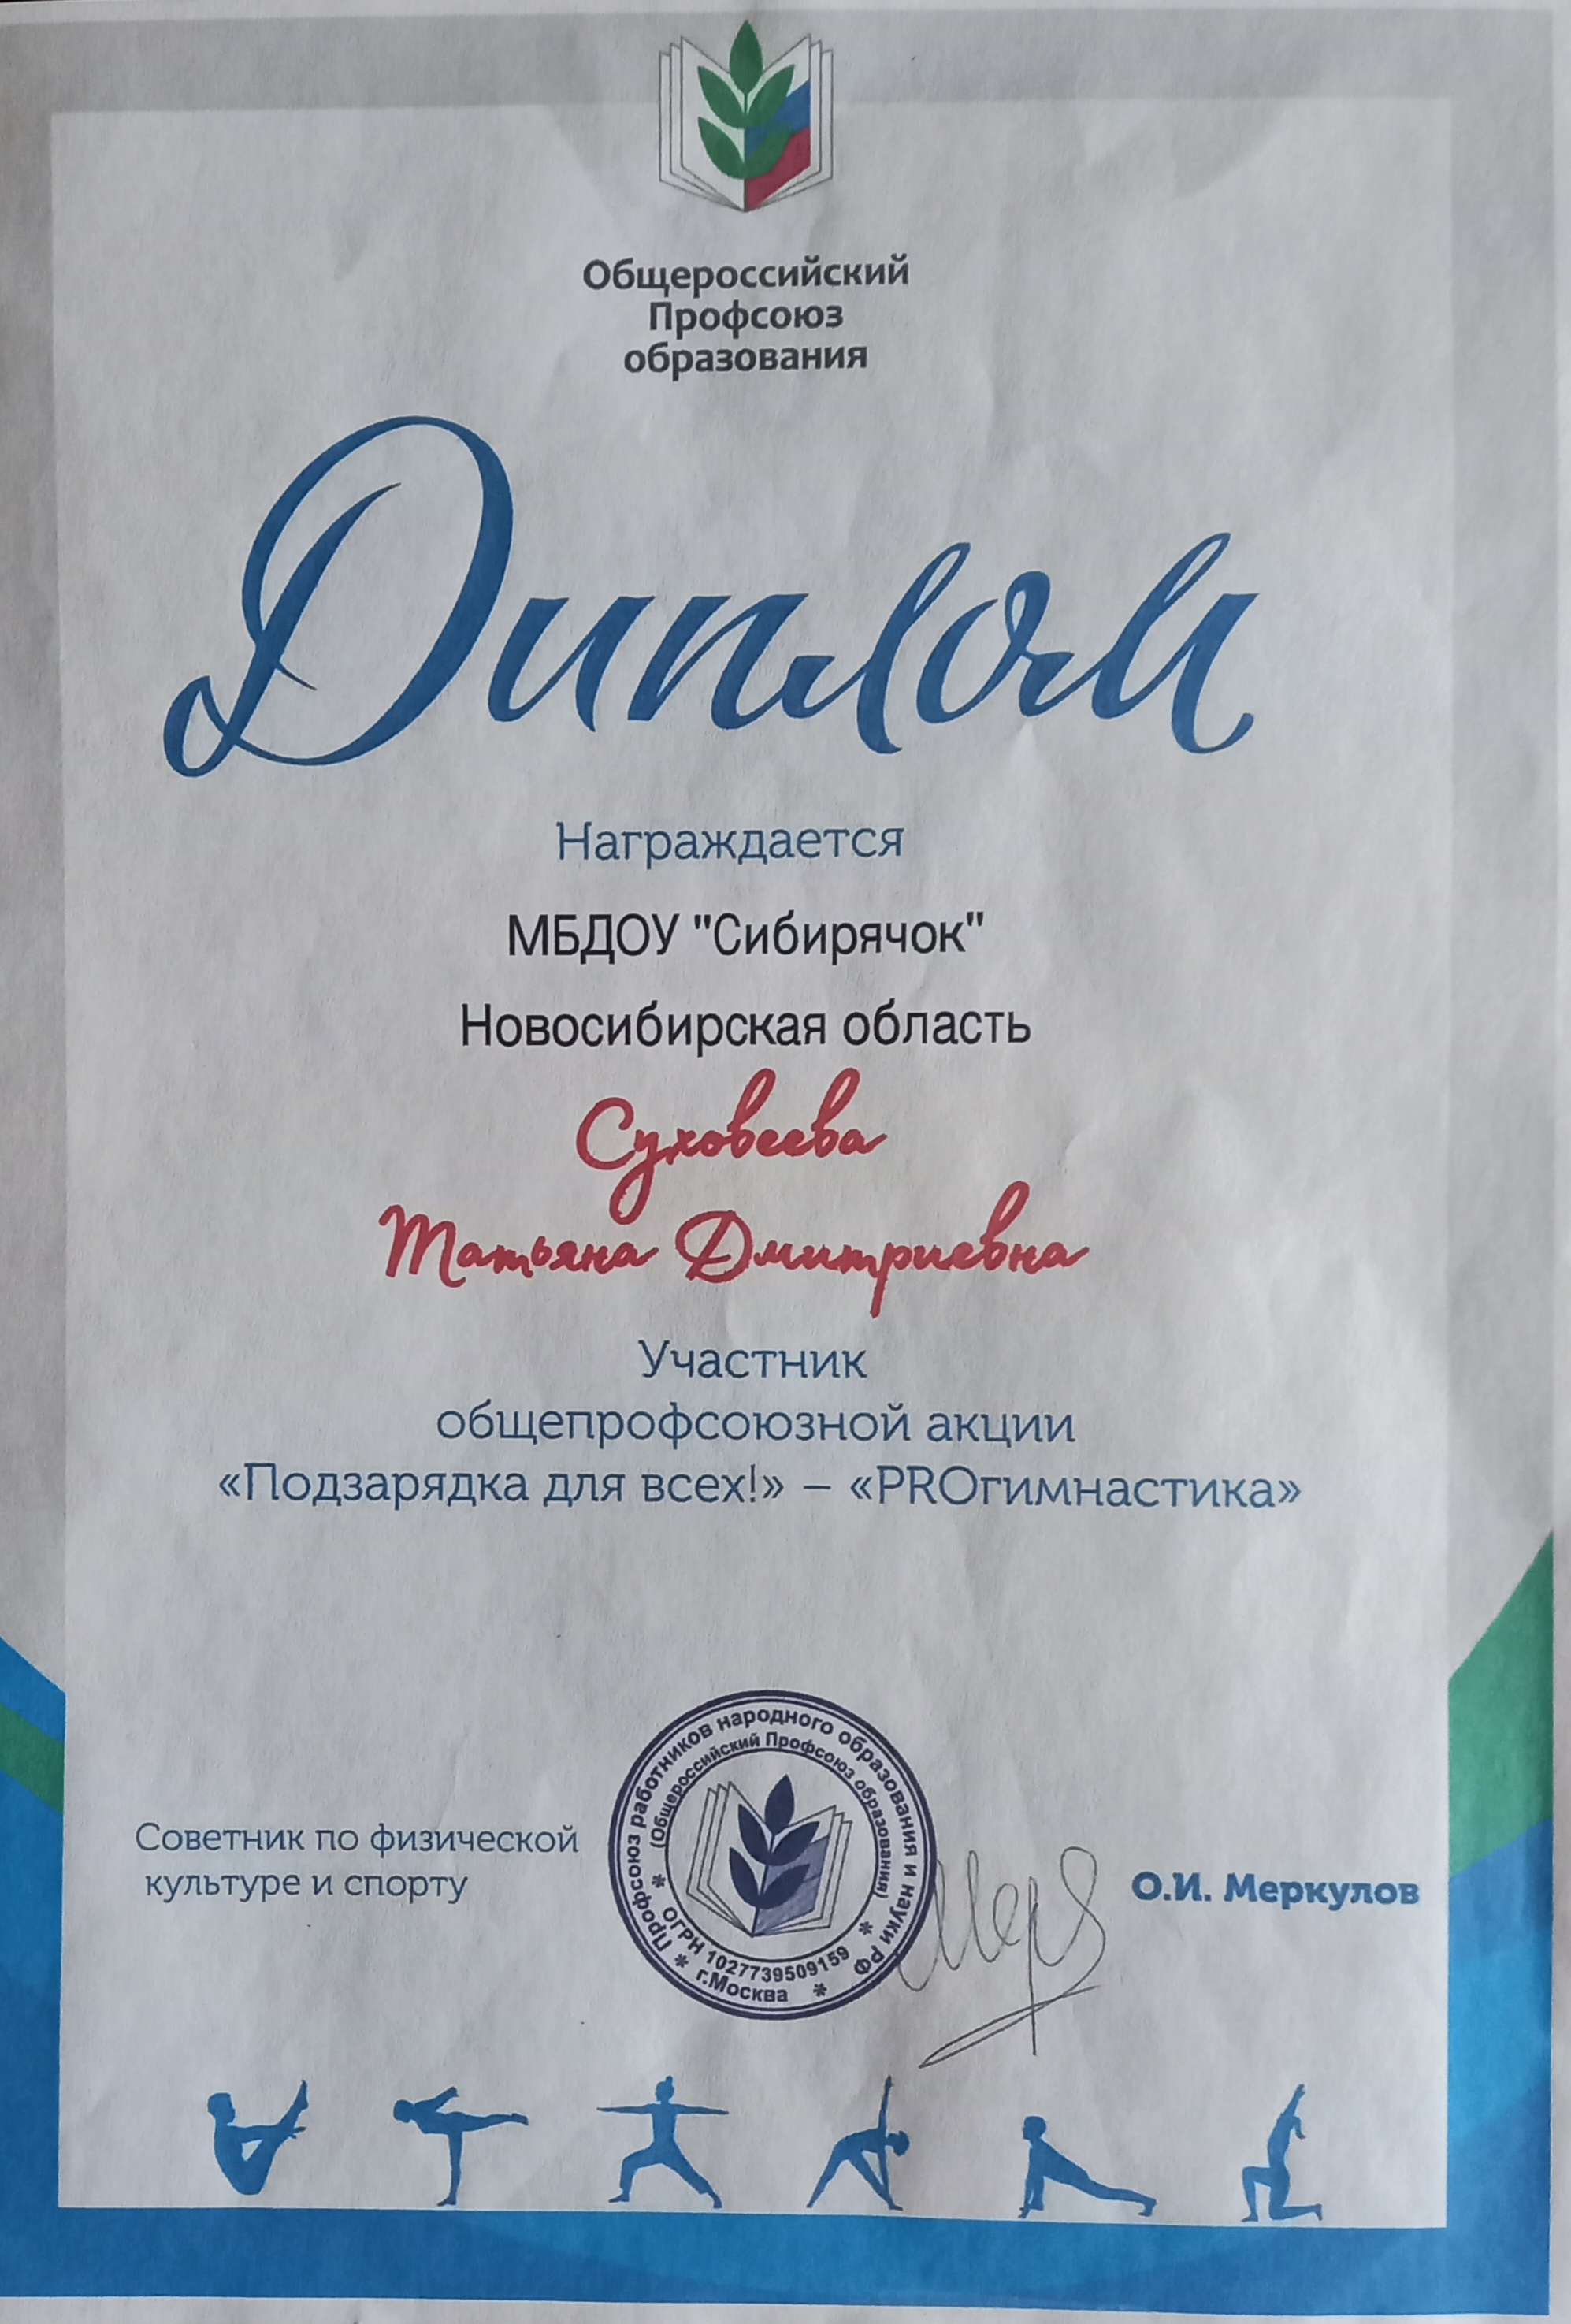 Общероссийский
Профсоюз
образования
Диплом
Награждается
МБДОУ "Сибирячок"
Новосибирская область
Суховеева
Татьяна Дмитриевна
Участник
общепрофсоюзной акции
«Подзарядка для всех!» – «PROгимнастика»
Профсоюз работников народного образования и науки РФ
(Общероссийский Профсоюз образования)
* ОГРН 1027739509159 *
* г.Москва *
Советник по физической
культуре и спорту
О.И. Меркулов